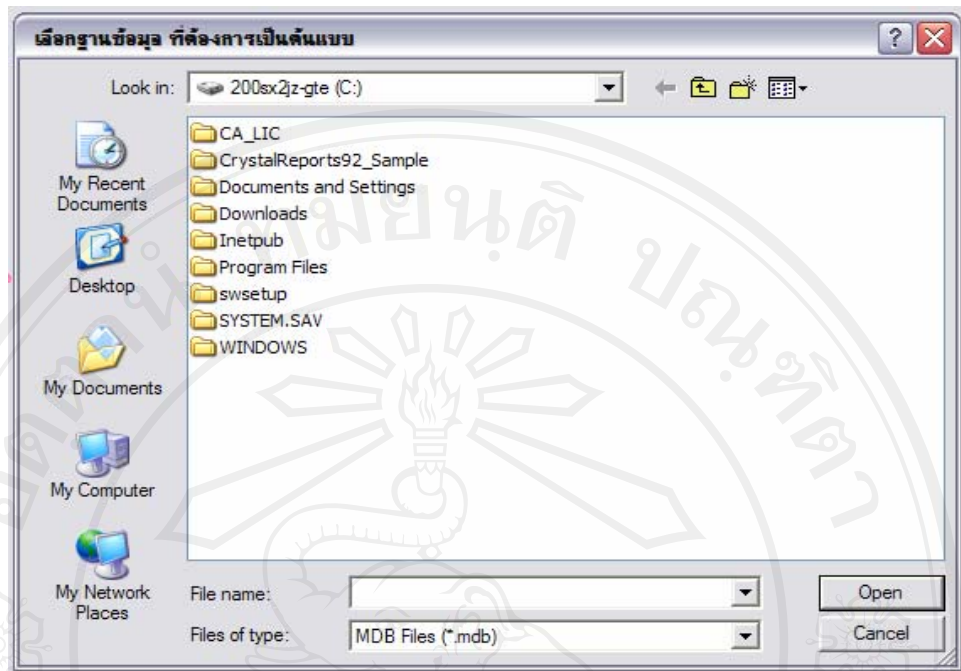 เลือกฐานข้อมูล ที่ต้องการเป็นต้นแบบ
Look in:
200sx2jz-gte (C:)
My Recent Documents
Desktop
My Documents
My Computer
My Network Places
CA_LIC
CrystalReports92_Sample
Documents and Settings
Downloads
Inetpub
Program Files
swsetup
SYSTEM.SAV
WINDOWS
File name:
Open
Files of type:
MDB Files (*.mdb)
Cancel